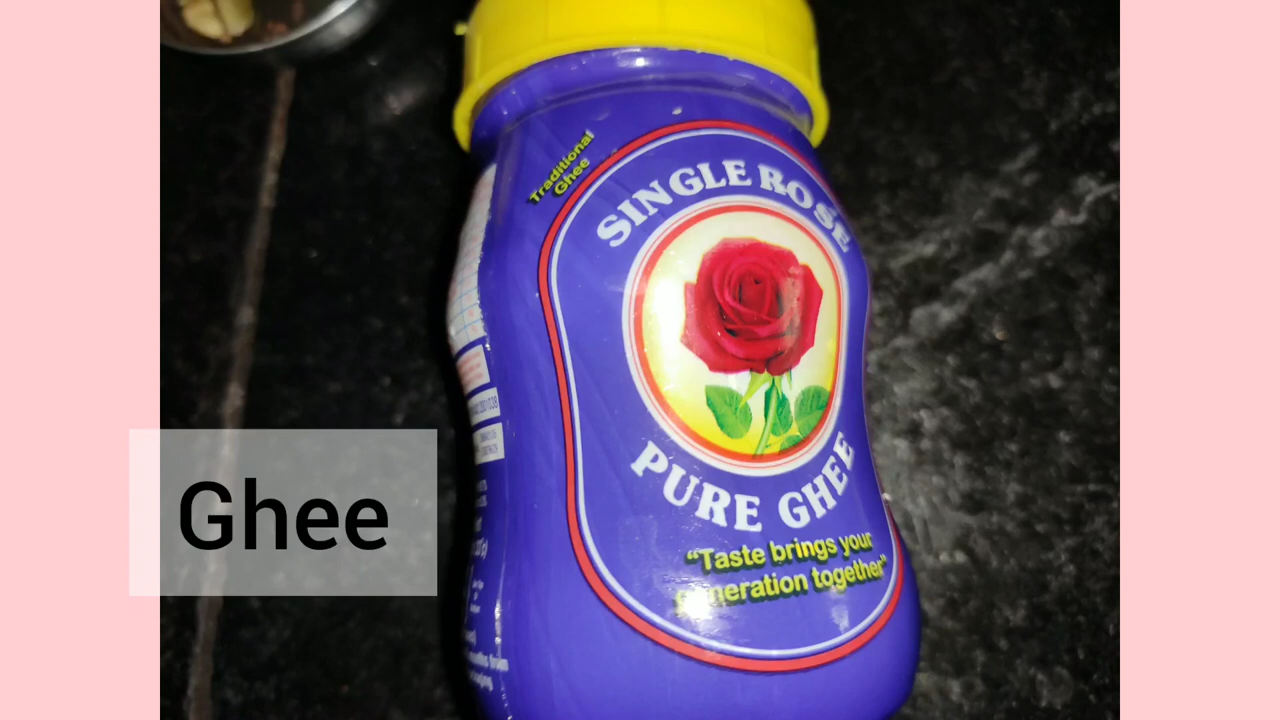 Traditional
Ghee
SINGLE ROSE
PURE GHEE
“Taste brings your
generation together”
Ghee